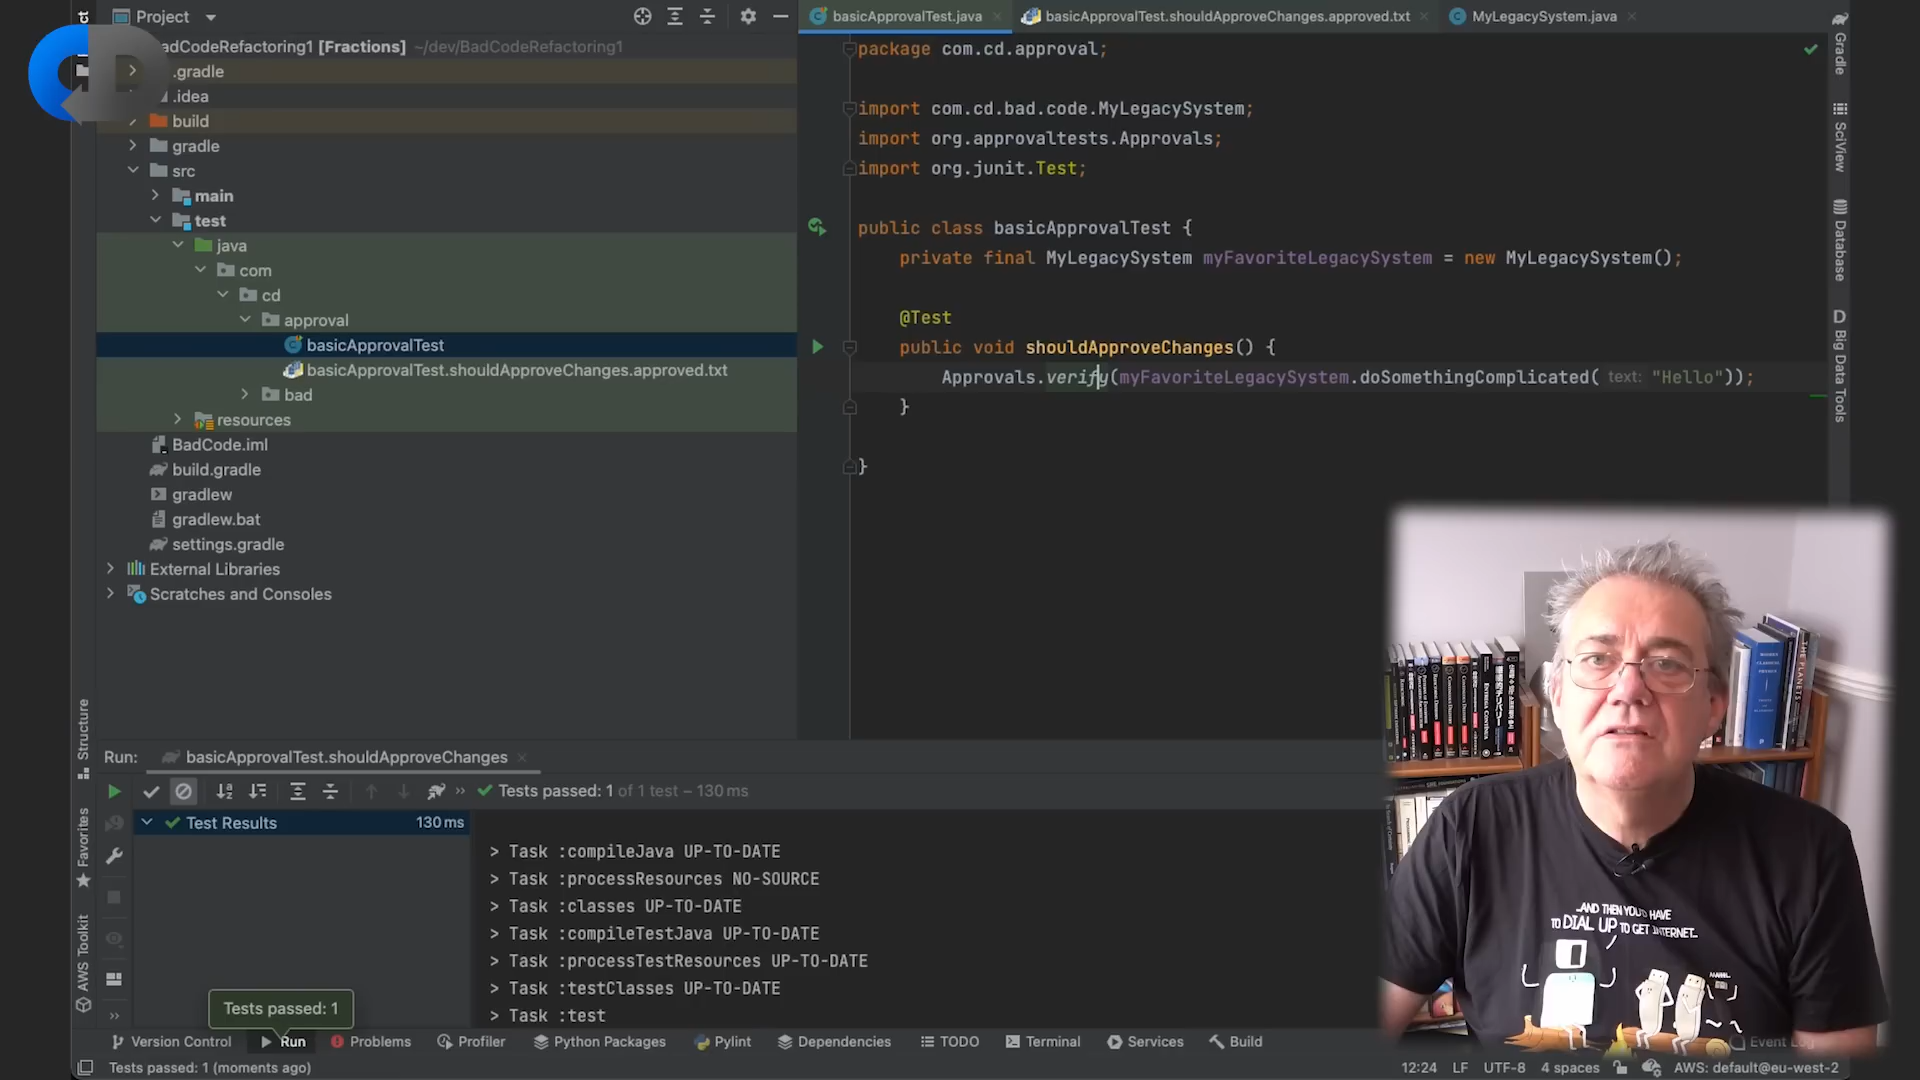 Project
basicApprovalTest.java
basicApprovalTest.shouldApproveChanges.approved.txt
MyLegacySystem.java
adCodeRefactoring1 [Fractions] ~/dev/BadCodeRefactoring1
.gradle
.idea
build
gradle
src
main
test
java
com
cd
approval
basicApprovalTest
basicApprovalTest.shouldApproveChanges.approved.txt
bad
resources
BadCode.iml
build.gradle
gradlew
gradlew.bat
settings.gradle
External Libraries
Scratches and Consoles
package com.cd.approval;
import com.cd.bad.code.MyLegacySystem;
import org.approvaltests.Approvals;
import org.junit.Test;
public class basicApprovalTest {
private final MyLegacySystem myFavoriteLegacySystem = new MyLegacySystem();
@Test
public void shouldApproveChanges() {
Approvals.verify(myFavoriteLegacySystem.doSomethingComplicated( text: "Hello"));
}
}
Gradle
SciView
Database
D Big Data Tools
Structure
Favorites
AWS Toolkit
Run: basicApprovalTest.shouldApproveChanges
Tests passed: 1 of 1 test – 130 ms
Test Results 130 ms
> Task :compileJava UP-TO-DATE
> Task :processResources NO-SOURCE
> Task :classes UP-TO-DATE
> Task :compileTestJava UP-TO-DATE
> Task :processTestResources UP-TO-DATE
> Task :testClasses UP-TO-DATE
> Task :test
Tests passed: 1
...AND THEN YOU'D HAVE
TO DIAL UP TO GET INTERNET...
Version Control
Run
Problems
Profiler
Python Packages
Pylint
Dependencies
TODO
Terminal
Services
Build
Event Log
Tests passed: 1 (moments ago)
12:24 LF UTF-8 4 spaces AWS: default@eu-west-2